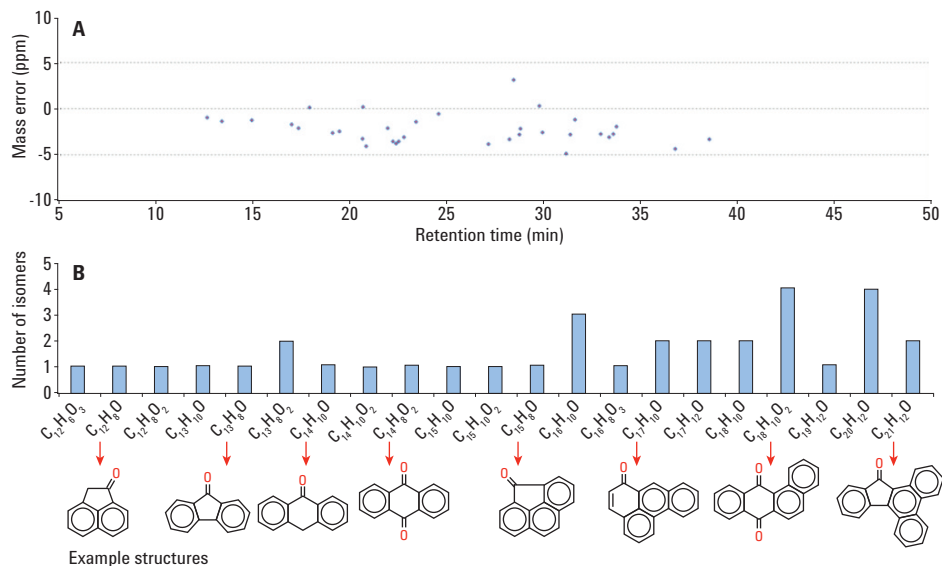 A
Mass error (ppm)
10
5
0
-5
-10
5 10 15 20 25 30 35 40 45 50
Retention time (min)
B
Number of isomers
5
4
3
2
1
0
C₁₂H₆O₃
C₁₂H₈O
C₁₂H₈O₂
C₁₃H₁₀O
C₁₃H₈O
C₁₃H₈O₂
C₁₄H₁₀O
C₁₄H₁₀O₂
C₁₄H₈O₂
C₁₅H₁₀O
C₁₅H₁₀O₂
C₁₅H₈O
C₁₆H₁₀O
C₁₆H₈O₃
C₁₇H₁₀O
C₁₇H₁₂O
C₁₈H₁₀O
C₁₈H₁₀O₂
C₁₉H₁₂O
C₂₀H₁₂O
C₂₁H₁₂O
O O O O O O O O
O O
Example structures